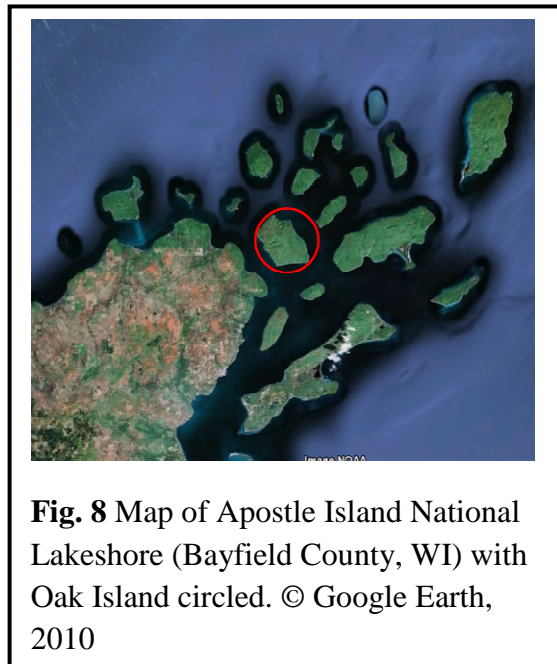 Image NOAA
Fig. 8 Map of Apostle Island National
Lakeshore (Bayfield County, WI) with
Oak Island circled. © Google Earth,
2010